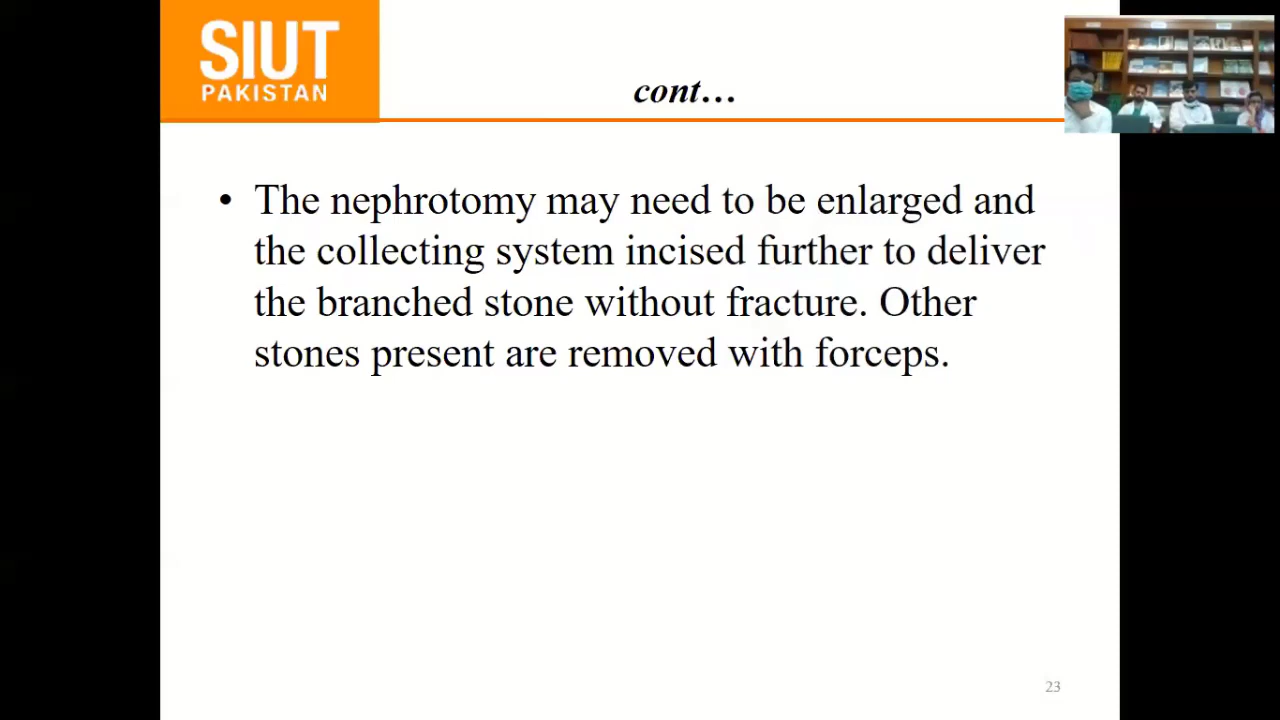 SIUT
PAKISTAN
cont...
• The nephrotomy may need to be enlarged and
the collecting system incised further to deliver
the branched stone without fracture. Other
stones present are removed with forceps.
23